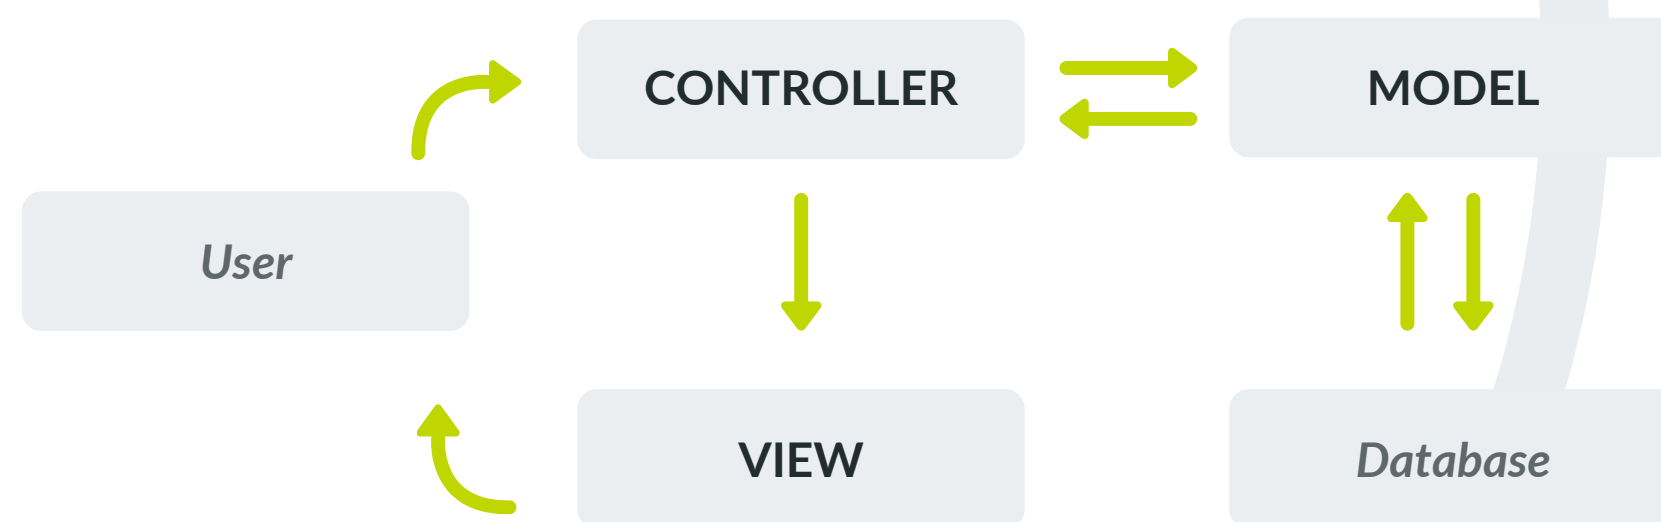 CONTROLLER
MODEL
User
VIEW
Database